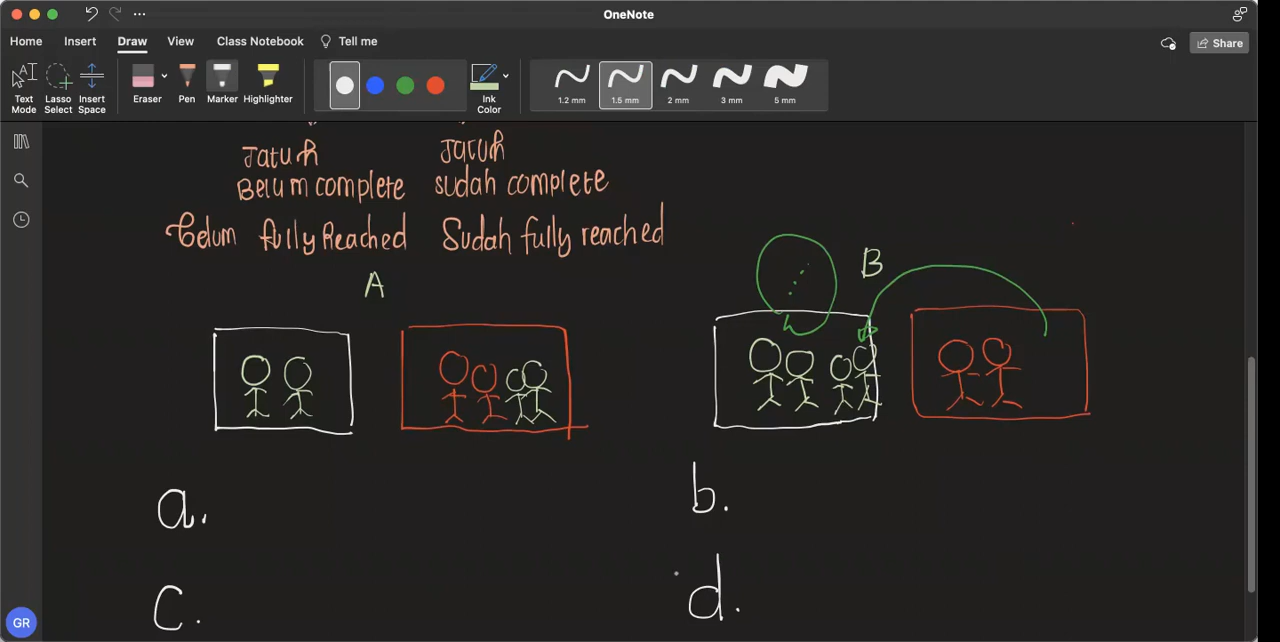 OneNote
Home Insert Draw View Class Notebook Tell me
Share
Text Mode
Lasso Select
Insert Space
Eraser
Pen
Marker
Highlighter
Ink Color
1.2 mm
1.5 mm
2 mm
3 mm
5 mm
Jatuh Jatuh
Belum complete sudah complete
Belum fully Reached Sudah fully reached
A B
a. b.
c. d.
GR